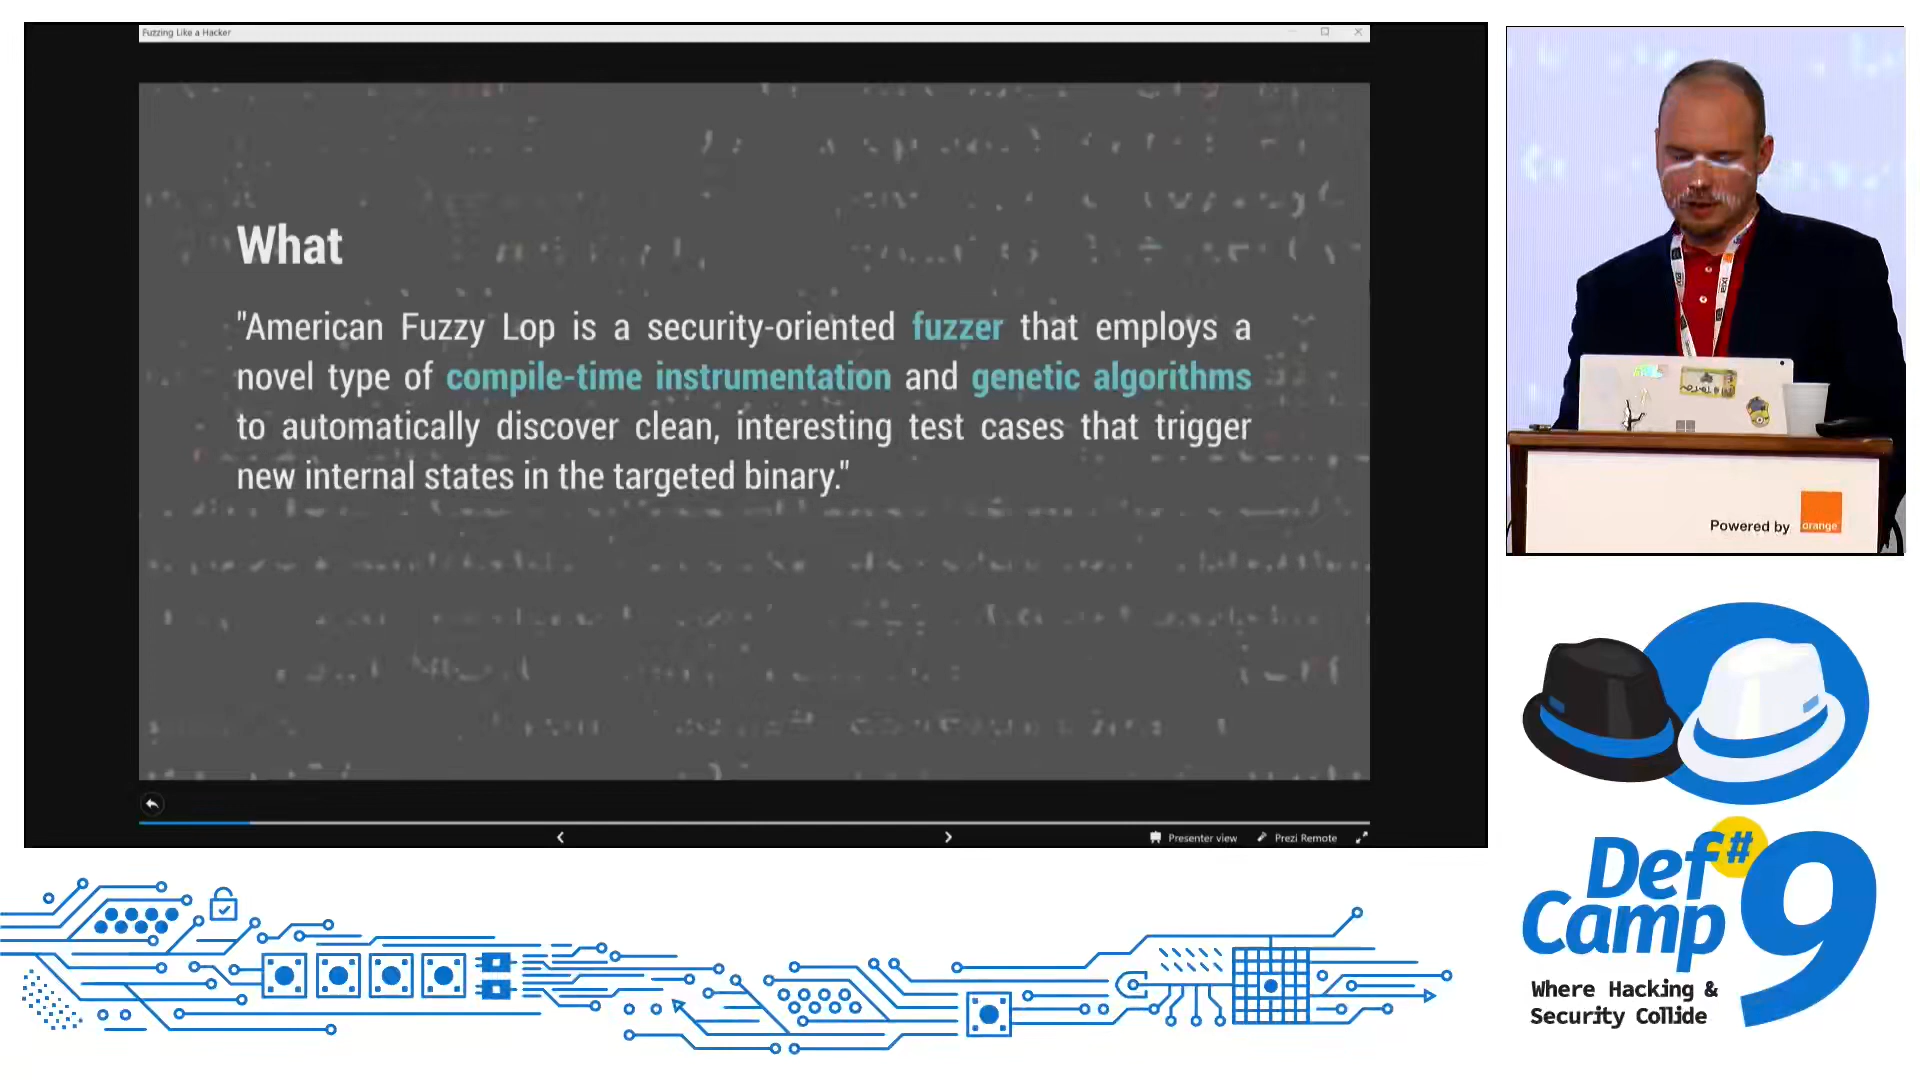 Fuzzing Like a Hacker
What
"American Fuzzy Lop is a security-oriented fuzzer that employs a
novel type of compile-time instrumentation and genetic algorithms
to automatically discover clean, interesting test cases that trigger
new internal states in the targeted binary."
Presenter view
Prezi Remote
Powered by
orange
Def
#
Camp
9
Where Hacking &
Security Collide